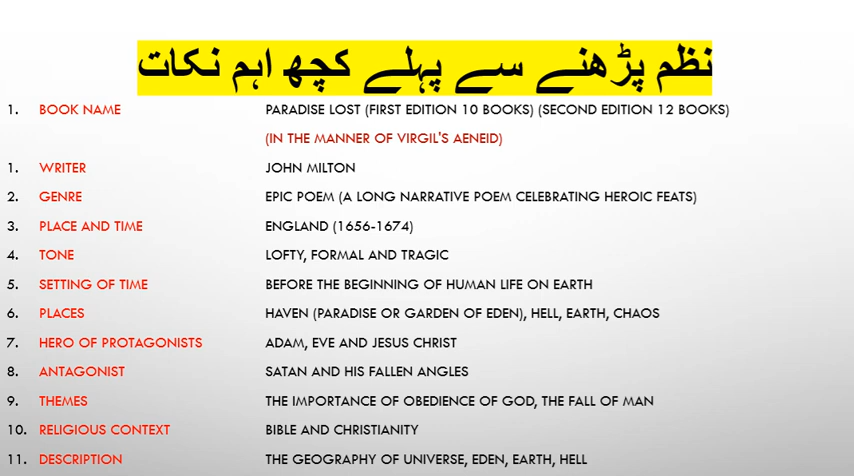 نظم پڑھنے سے پہلے کچھ اہم نکات
1. BOOK NAME PARADISE LOST (FIRST EDITION 10 BOOKS) (SECOND EDITION 12 BOOKS)
(IN THE MANNER OF VIRGIL'S AENEID)
1. WRITER JOHN MILTON
2. GENRE EPIC POEM (A LONG NARRATIVE POEM CELEBRATING HEROIC FEATS)
3. PLACE AND TIME ENGLAND (1656-1674)
4. TONE LOFTY, FORMAL AND TRAGIC
5. SETTING OF TIME BEFORE THE BEGINNING OF HUMAN LIFE ON EARTH
6. PLACES HAVEN (PARADISE OR GARDEN OF EDEN), HELL, EARTH, CHAOS
7. HERO OF PROTAGONISTS ADAM, EVE AND JESUS CHRIST
8. ANTAGONIST SATAN AND HIS FALLEN ANGLES
9. THEMES THE IMPORTANCE OF OBEDIENCE OF GOD, THE FALL OF MAN
10. RELIGIOUS CONTEXT BIBLE AND CHRISTIANITY
11. DESCRIPTION THE GEOGRAPHY OF UNIVERSE, EDEN, EARTH, HELL